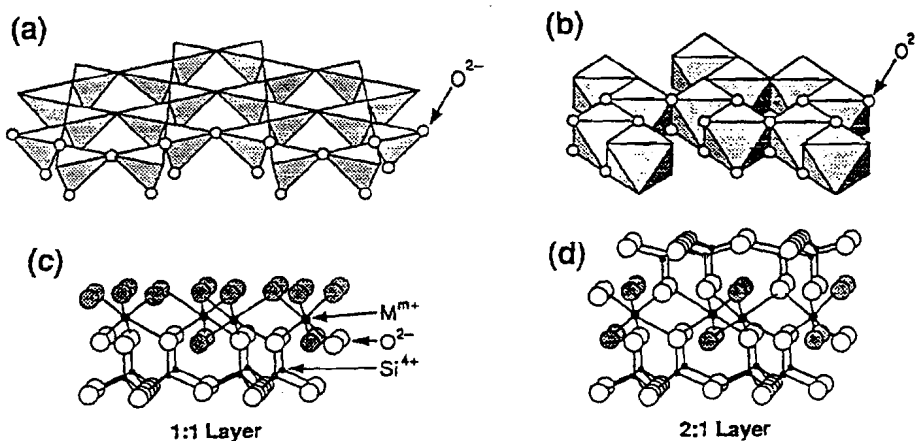 (a)
O²⁻
(b)
O²
(c)
Mᵐ⁺
O²⁻
Si⁴⁺
1:1 Layer
(d)
2:1 Layer